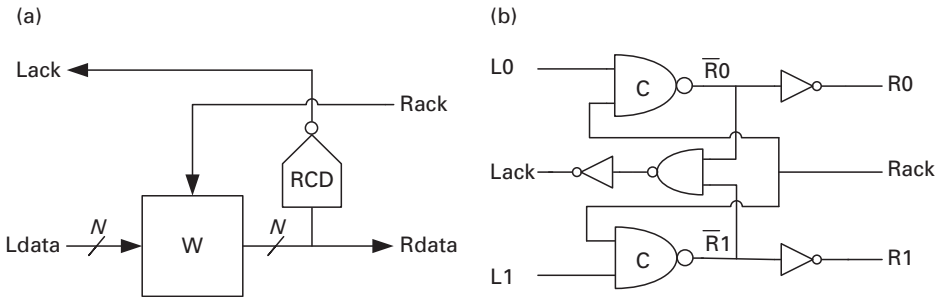 (a)
Lack
Rack
RCD
N
N
Ldata
W
Rdata
(b)
L0
C
R̅0
R0
Lack
Rack
C
R̅1
R1
L1